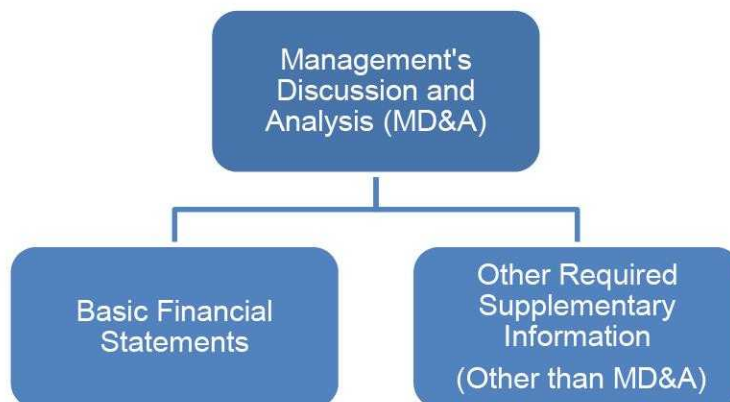 Management's
Discussion and
Analysis (MD&A)
Basic Financial
Statements
Other Required
Supplementary
Information
(Other than MD&A)